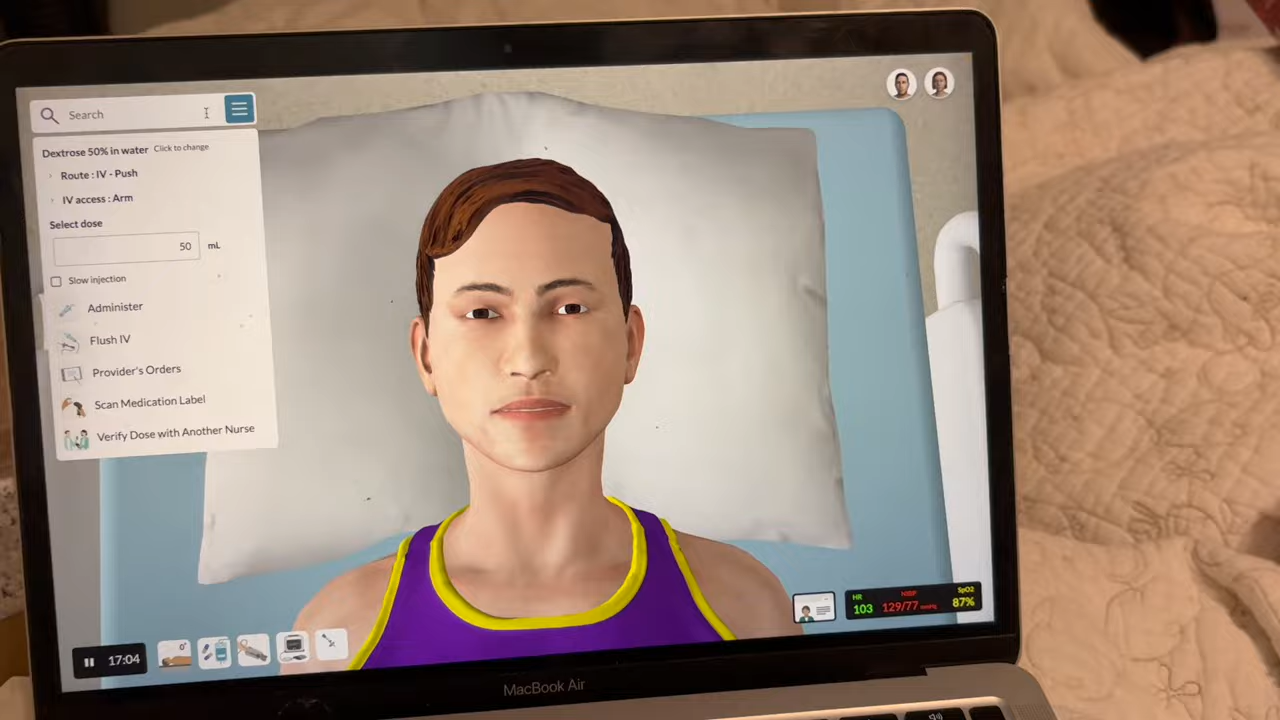 Search
Dextrose 50% in water Click to change
Route : IV - Push
IV access : Arm
Select dose
50 mL
Slow injection
Administer
Flush IV
Provider's Orders
Scan Medication Label
Verify Dose with Another Nurse
HR
103
NIBP
129/77 mmHg
SpO2
87%
17:04
0°
MacBook Air